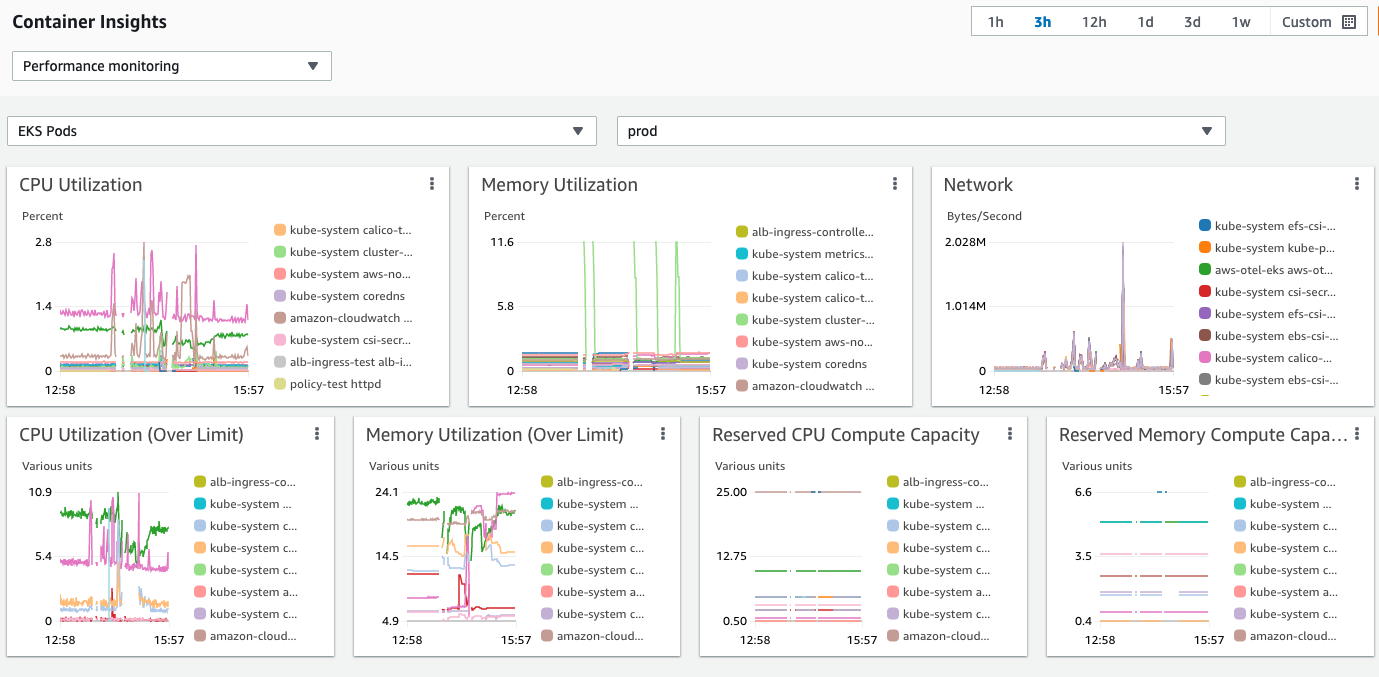 Container Insights
1h 3h 12h 1d 3d 1w Custom
Performance monitoring
EKS Pods
prod
CPU Utilization
Percent
2.8
1.4
0
12:58 15:57
kube-system calico-t...
kube-system cluster-...
kube-system aws-no...
kube-system coredns
amazon-cloudwatch ...
kube-system csi-secr...
alb-ingress-test alb-i...
policy-test httpd
Memory Utilization
Percent
11.6
5.8
0
12:58 15:57
alb-ingress-controlle...
kube-system metrics...
kube-system calico-t...
kube-system calico-t...
kube-system cluster-...
kube-system aws-no...
kube-system coredns
amazon-cloudwatch ...
Network
Bytes/Second
2.028M
1.014M
0
12:58 15:57
kube-system efs-csi-...
kube-system kube-p...
aws-otel-eks aws-ot...
kube-system csi-secr...
kube-system efs-csi-...
kube-system ebs-csi-...
kube-system calico-...
kube-system ebs-csi-...
CPU Utilization (Over Limit)
Various units
10.9
5.4
0
12:58 15:57
alb-ingress-co...
kube-system ...
kube-system c...
kube-system c...
kube-system c...
kube-system a...
kube-system c...
amazon-cloud...
Memory Utilization (Over Limit)
Various units
24.1
14.5
4.9
12:58 15:57
alb-ingress-co...
kube-system ...
kube-system c...
kube-system c...
kube-system c...
kube-system a...
kube-system c...
amazon-cloud...
Reserved CPU Compute Capacity
Various units
25.00
12.75
0.50
12:58 15:57
alb-ingress-co...
kube-system ...
kube-system c...
kube-system c...
kube-system c...
kube-system a...
kube-system c...
amazon-cloud...
Reserved Memory Compute Capa...
Various units
6.6
3.5
0.4
12:58 15:57
alb-ingress-co...
kube-system ...
kube-system c...
kube-system c...
kube-system c...
kube-system a...
kube-system c...
amazon-cloud...